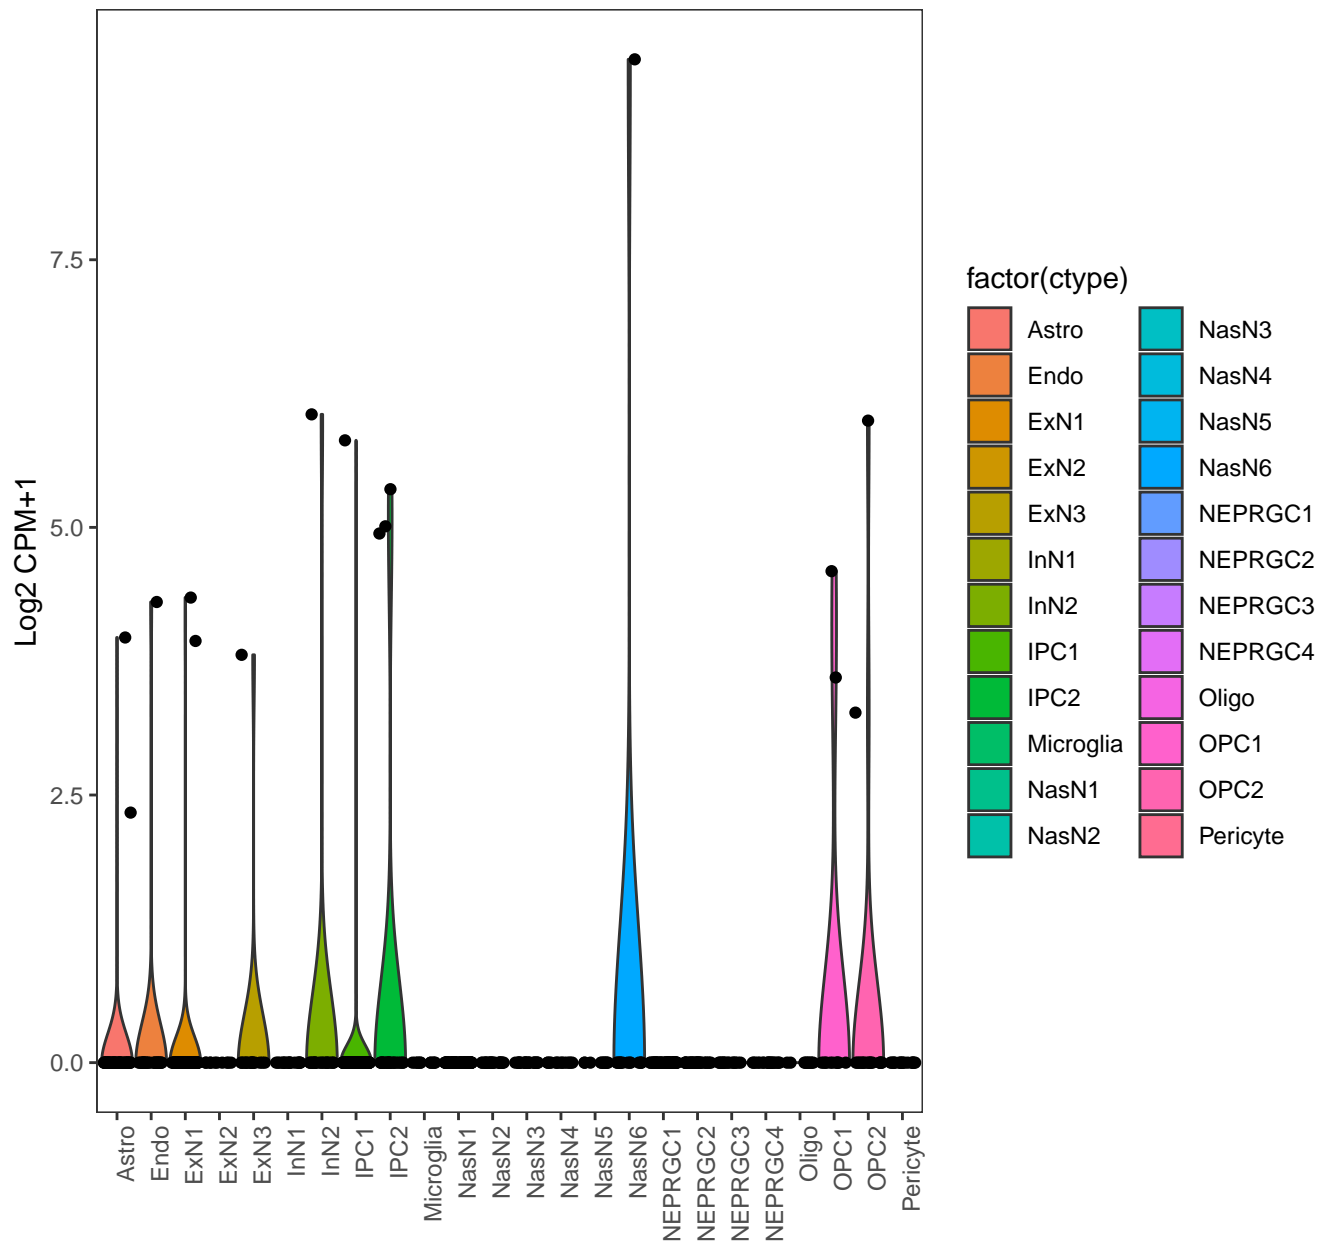 Log2 CPM+1
7.5
5.0
2.5
0.0
Astro
Endo
ExN1
ExN2
ExN3
InN1
InN2
IPC1
IPC2
Microglia
NasN1
NasN2
NasN3
NasN4
NasN5
NasN6
NEPRGC1
NEPRGC2
NEPRGC3
NEPRGC4
Oligo
OPC1
OPC2
Pericyte
factor(ctype)
Astro
Endo
ExN1
ExN2
ExN3
InN1
InN2
IPC1
IPC2
Microglia
NasN1
NasN2
NasN3
NasN4
NasN5
NasN6
NEPRGC1
NEPRGC2
NEPRGC3
NEPRGC4
Oligo
OPC1
OPC2
Pericyte